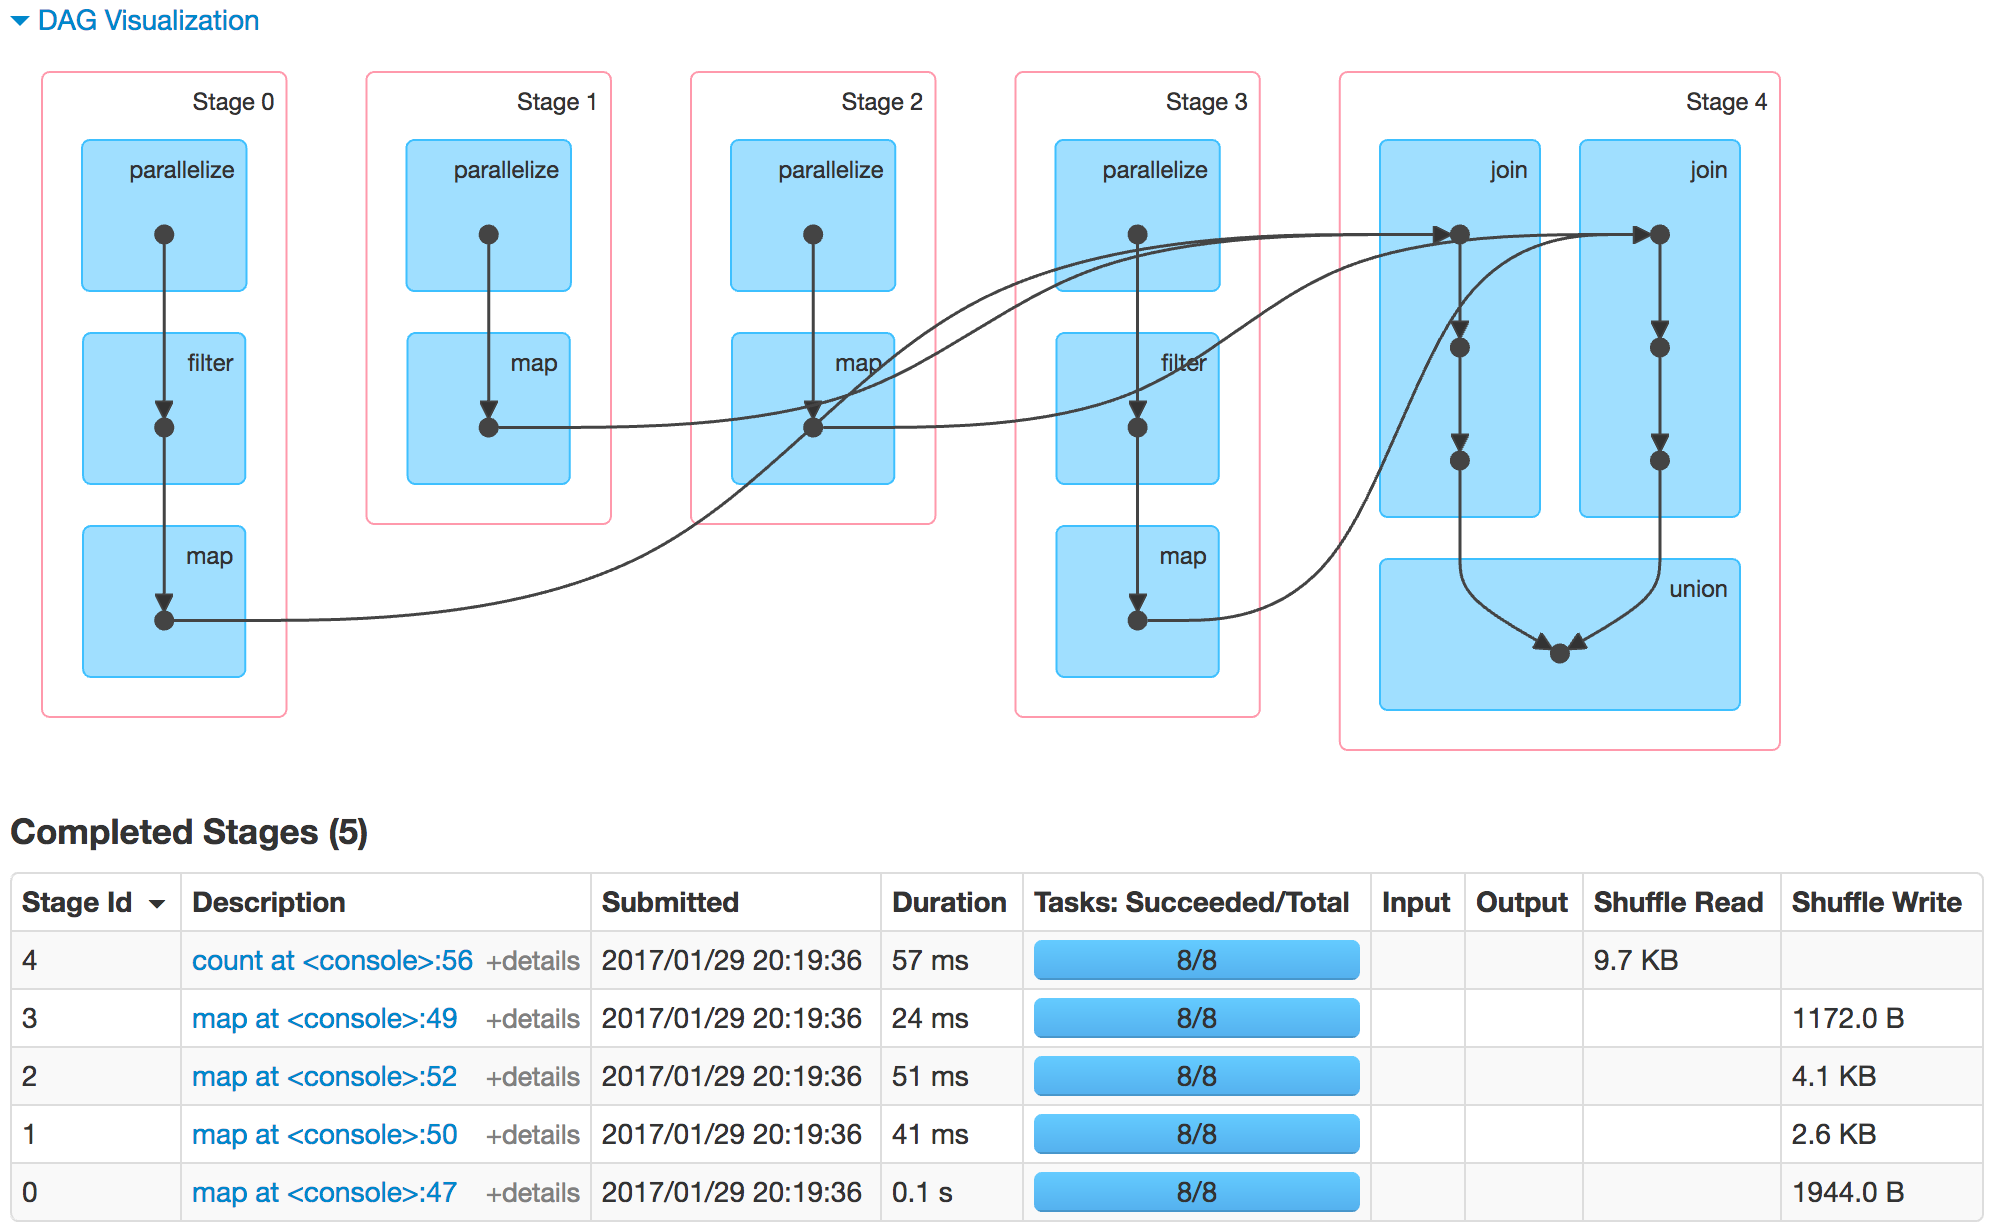 DAG Visualization
Stage 0
parallelize
filter
map
Stage 1
parallelize
map
Stage 2
parallelize
map
Stage 3
parallelize
filter
map
Stage 4
join
join
union
Completed Stages (5)
Stage Id Description Submitted Duration Tasks: Succeeded/Total Input Output Shuffle Read Shuffle Write
4 count at <console>:56 +details 2017/01/29 20:19:36 57 ms 8/8 9.7 KB
3 map at <console>:49 +details 2017/01/29 20:19:36 24 ms 8/8 1172.0 B
2 map at <console>:52 +details 2017/01/29 20:19:36 51 ms 8/8 4.1 KB
1 map at <console>:50 +details 2017/01/29 20:19:36 41 ms 8/8 2.6 KB
0 map at <console>:47 +details 2017/01/29 20:19:36 0.1 s 8/8 1944.0 B